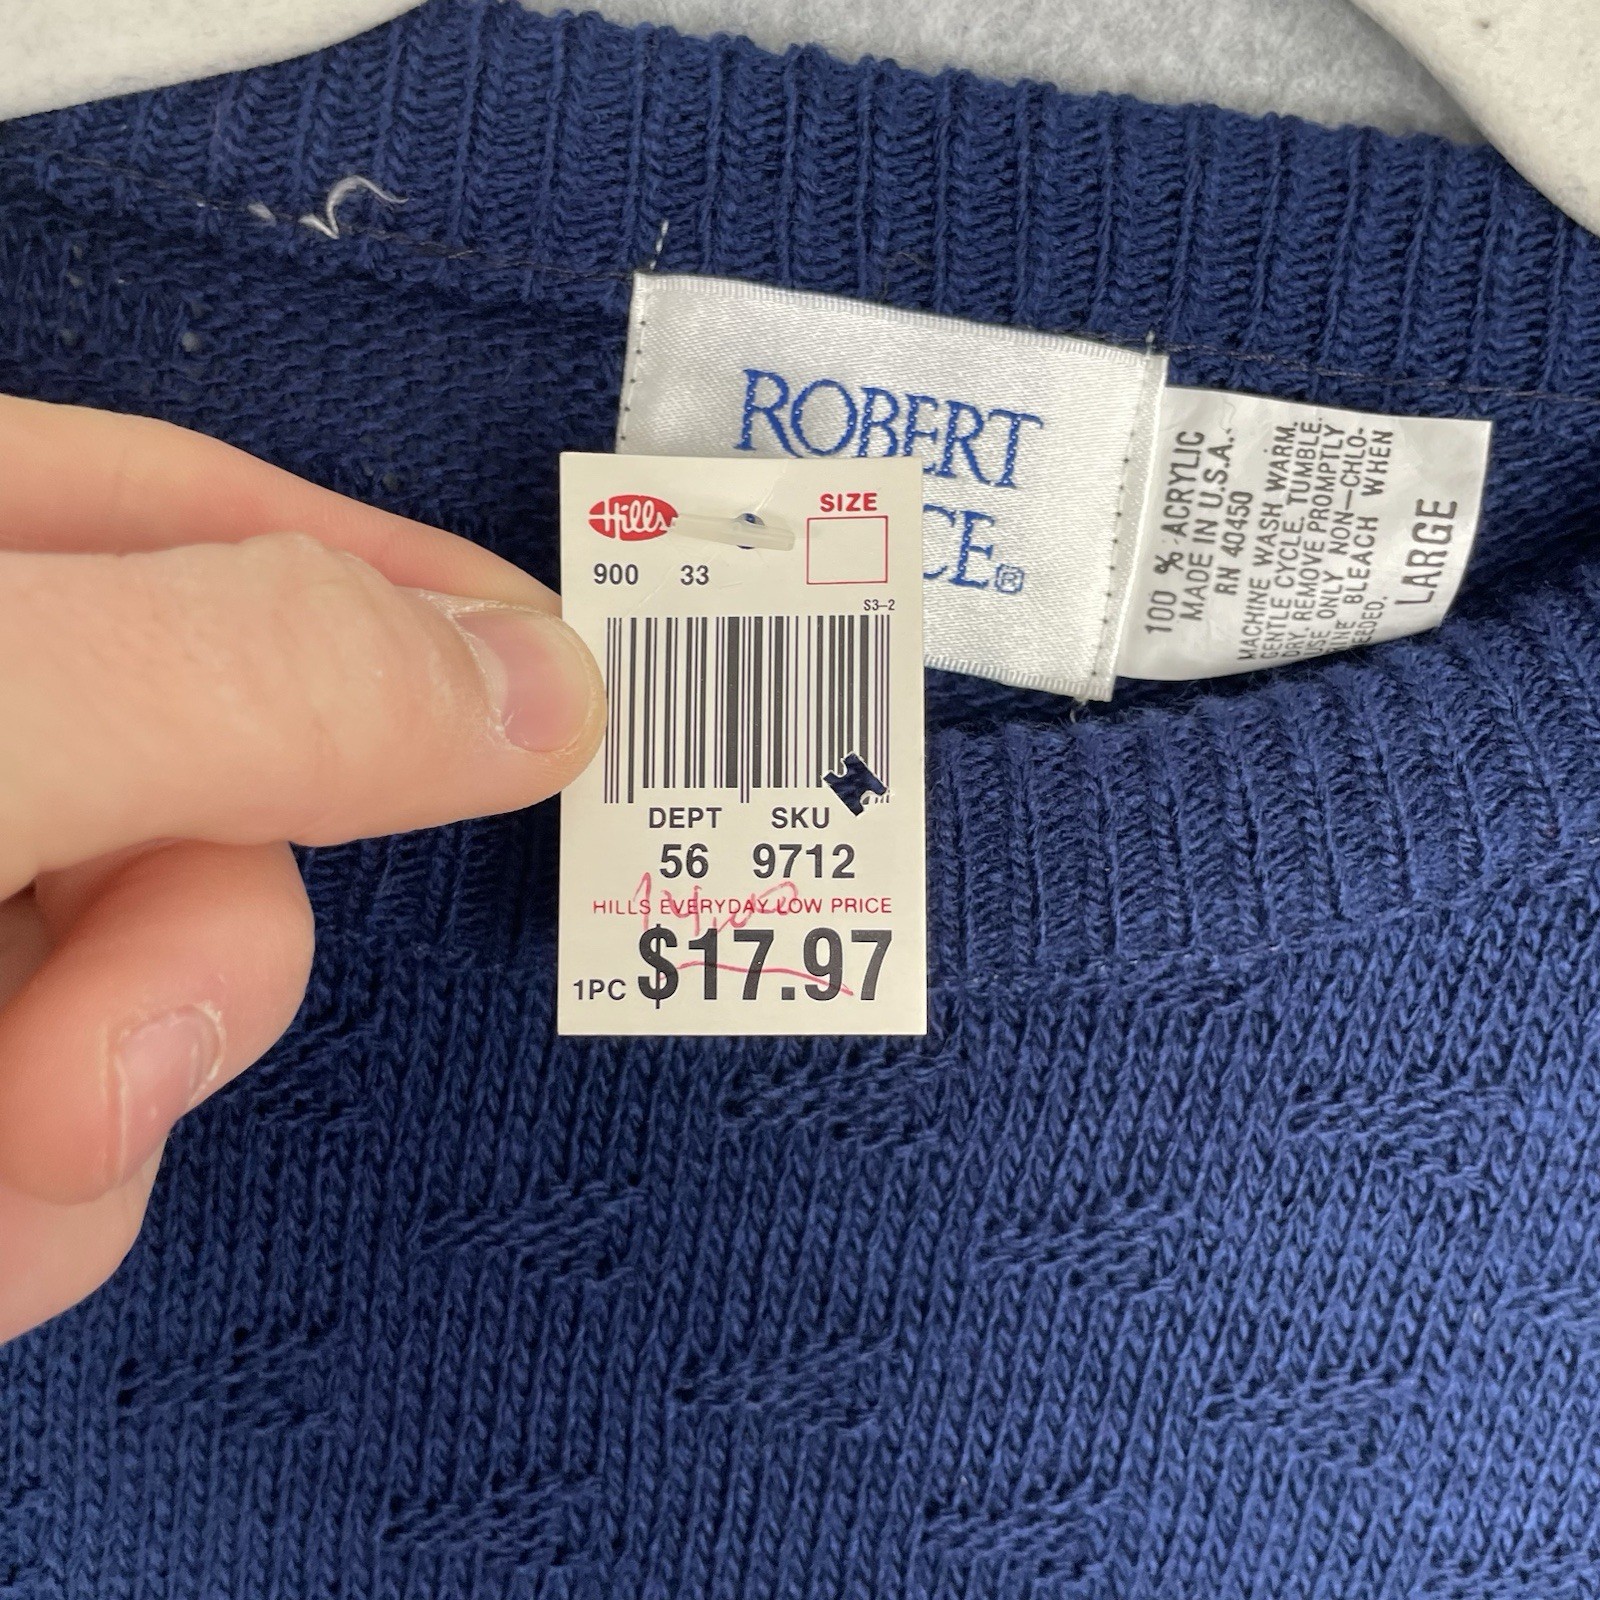 ROBERT
CE®
Hills
SIZE
900 33
S3-2
DEPT SKU
56 9712
14.00
HILLS EVERYDAY LOW PRICE
1PC $17.97
100 % ACRYLIC
MADE IN U.S.A.
RN 40450
MACHINE WASH WARM.
GENTLE CYCLE. TUMBLE
DRY. REMOVE PROMPTLY
USE ONLY NON-CHLO-
BLEACH WHEN
LARGE